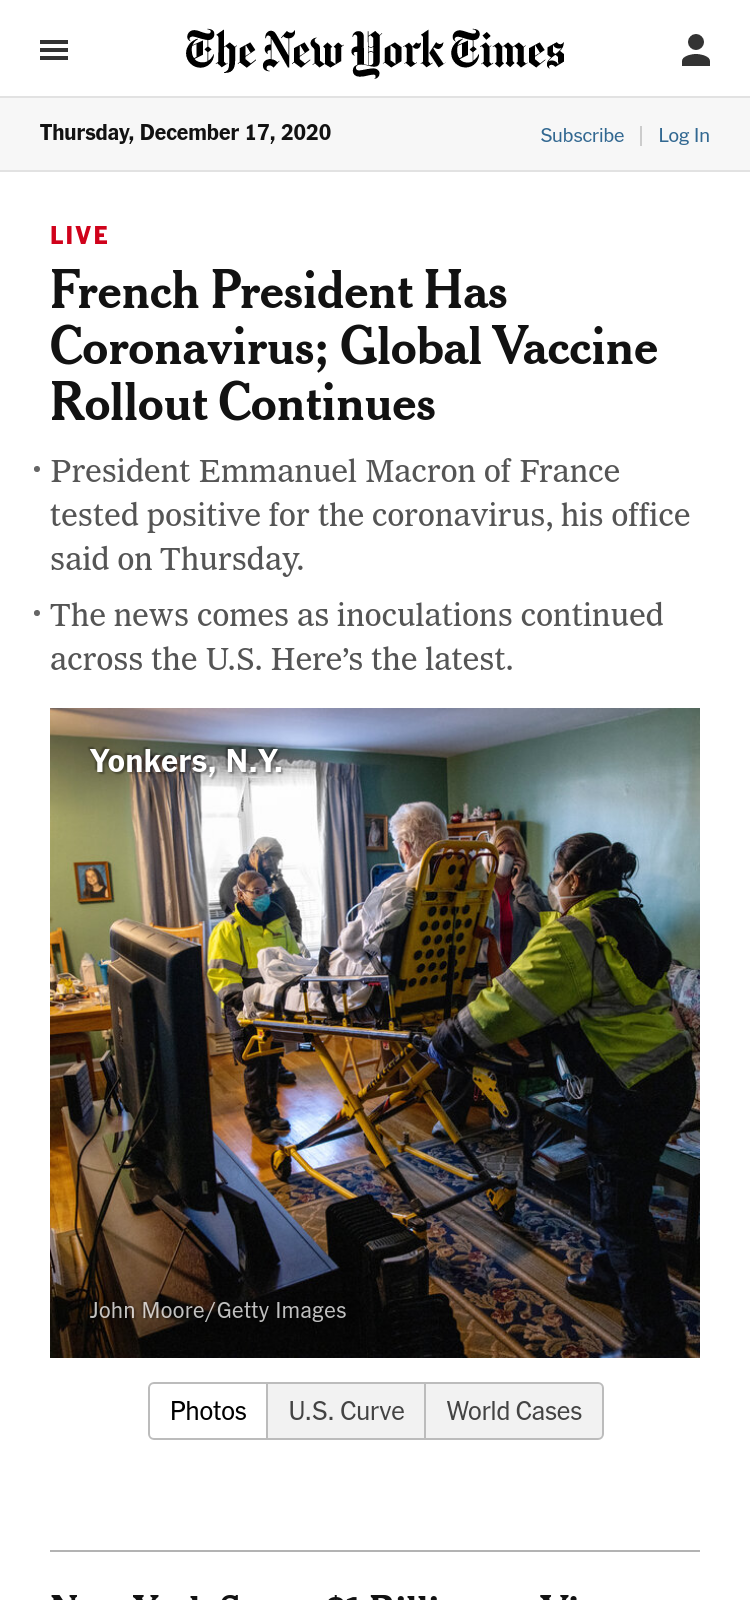 The New York Times
Thursday, December 17, 2020
Subscribe
Log In
LIVE
French President Has
Coronavirus; Global Vaccine
Rollout Continues
• President Emmanuel Macron of France
tested positive for the coronavirus, his office
said on Thursday.
• The news comes as inoculations continued
across the U.S. Here’s the latest.
Yonkers, N.Y.
John Moore/Getty Images
Photos
U.S. Curve
World Cases